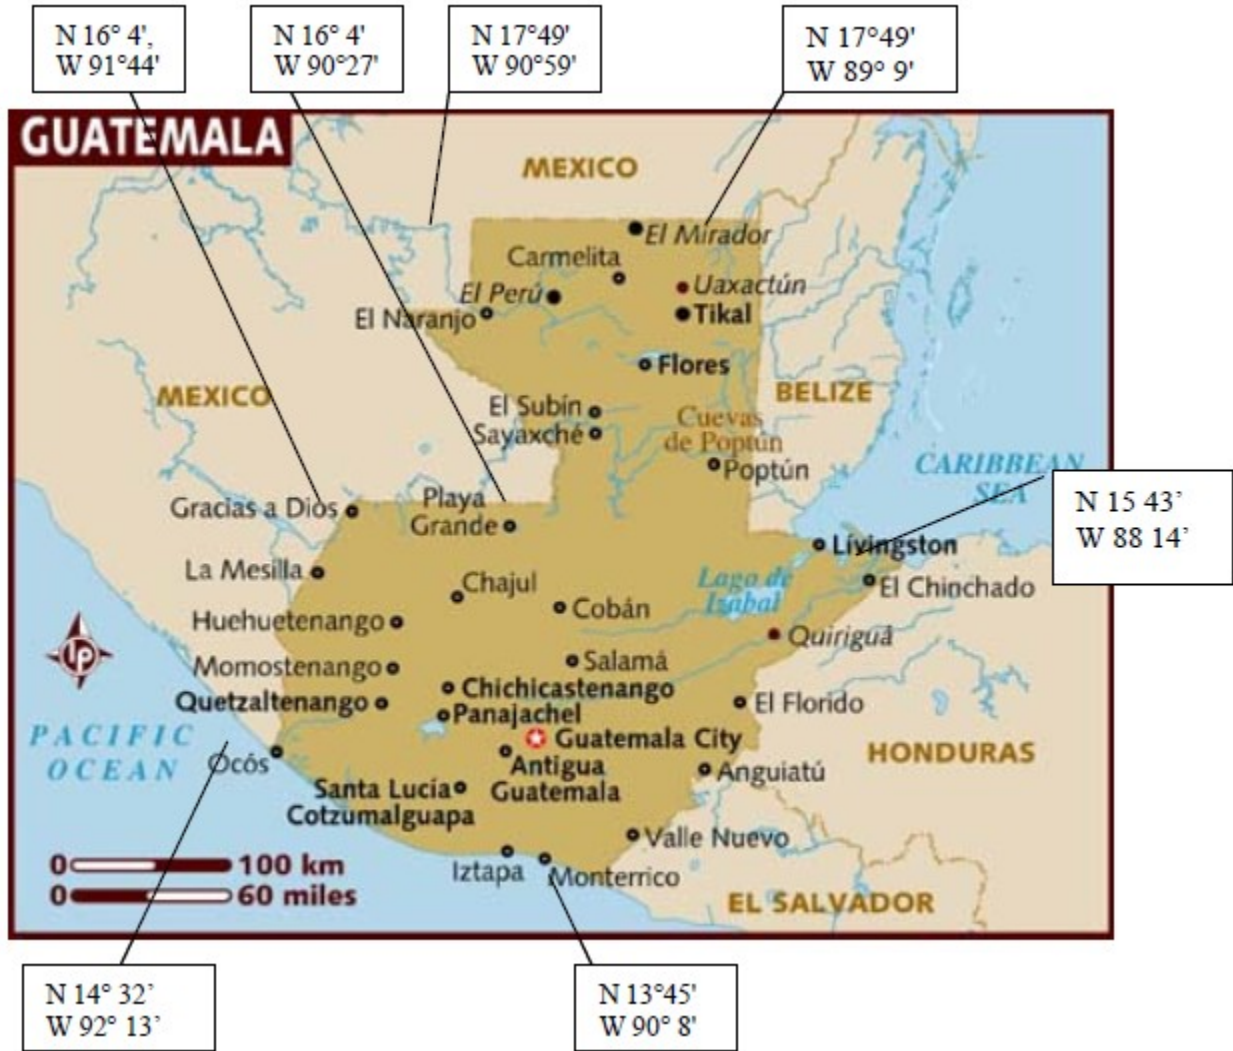 N 16° 4',
W 91°44'
N 16° 4'
W 90°27'
N 17°49'
W 90°59'
N 17°49'
W 89° 9'
GUATEMALA
MEXICO
El Mirador
Carmelita
Uaxactún
El Perú
El Naranjo
Tikal
Flores
MEXICO
BELIZE
El Subín
Sayaxché
Cuevas
de Poptún
Poptún
CARIBBEAN
SEA
N 15 43’
W 88 14’
Gracias a Dios
Playa
Grande
Livingston
La Mesilla
Chajul
Lago de
Izabal
El Chinchado
Cobán
Huehuetenango
Quiriguá
Momostenango
Salamá
Chichicastenango
Quetzaltenango
Panajachel
El Florido
lp
PACIFIC
OCEAN
Guatemala City
HONDURAS
Ocós
Antigua
Guatemala
Anguiatú
Santa Lucía
Cotzumalguapa
Valle Nuevo
0 100 km
0 60 miles
Iztapa
Monterrico
EL SALVADOR
N 14° 32’
W 92° 13’
N 13°45'
W 90° 8'